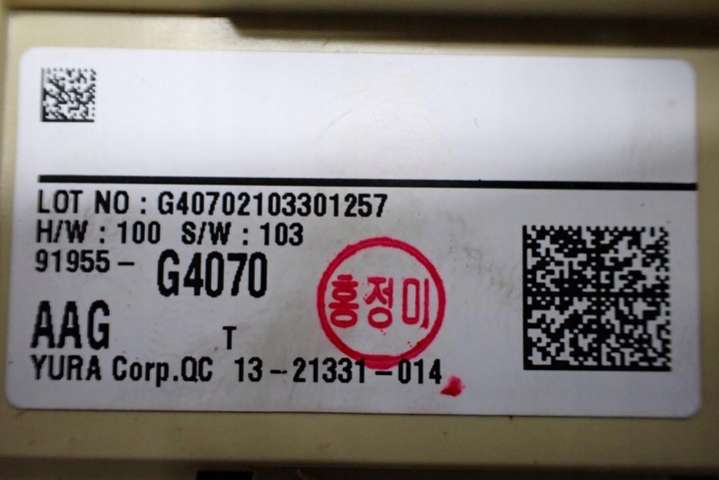 LOT NO : G40702103301257
H/W : 100 S/W : 103
91955 - G4070
홍정미
AAG T
YURA Corp.QC 13-21331-014